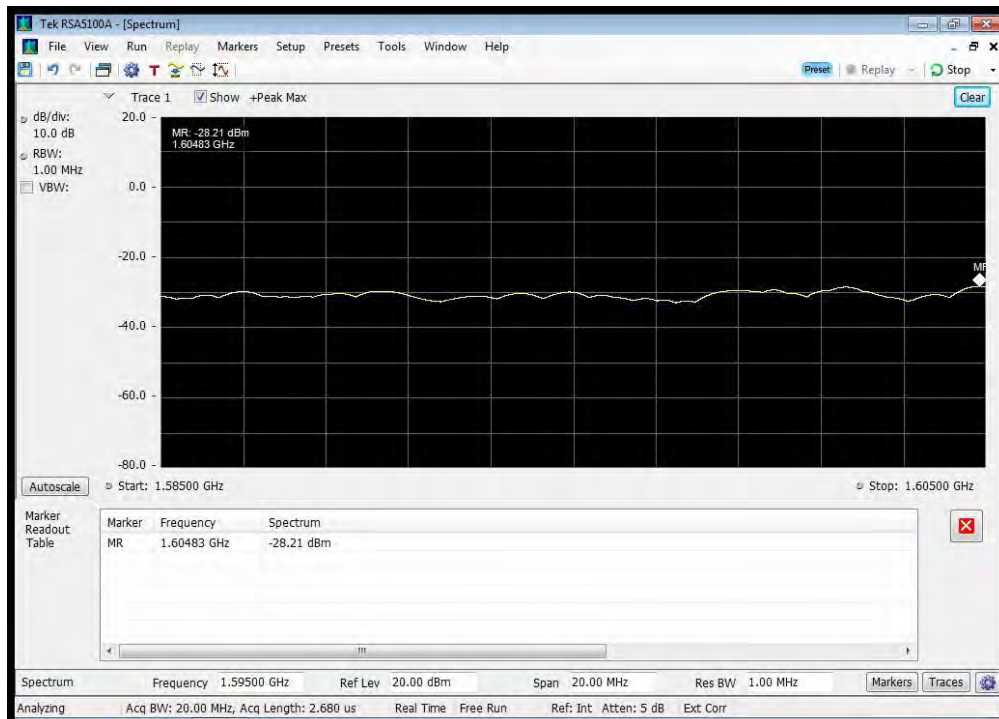 Tek RSA5100A - [Spectrum]
File View Run Replay Markers Setup Presets Tools Window Help
Preset Replay Stop
Trace 1 Show +Peak Max Clear
dB/div:
10.0 dB
RBW:
1.00 MHz
VBW:
20.0
0.0
-20.0
-40.0
-60.0
-80.0
MR: -28.21 dBm
1.60483 GHz
MR
Autoscale Start: 1.58500 GHz Stop: 1.60500 GHz
Marker
Readout
Table
Marker Frequency Spectrum
MR 1.60483 GHz -28.21 dBm
Spectrum Frequency 1.59500 GHz Ref Lev 20.00 dBm Span 20.00 MHz Res BW 1.00 MHz Markers Traces
Analyzing Acq BW: 20.00 MHz, Acq Length: 2.680 us Real Time Free Run Ref: Int Atten: 5 dB Ext Corr